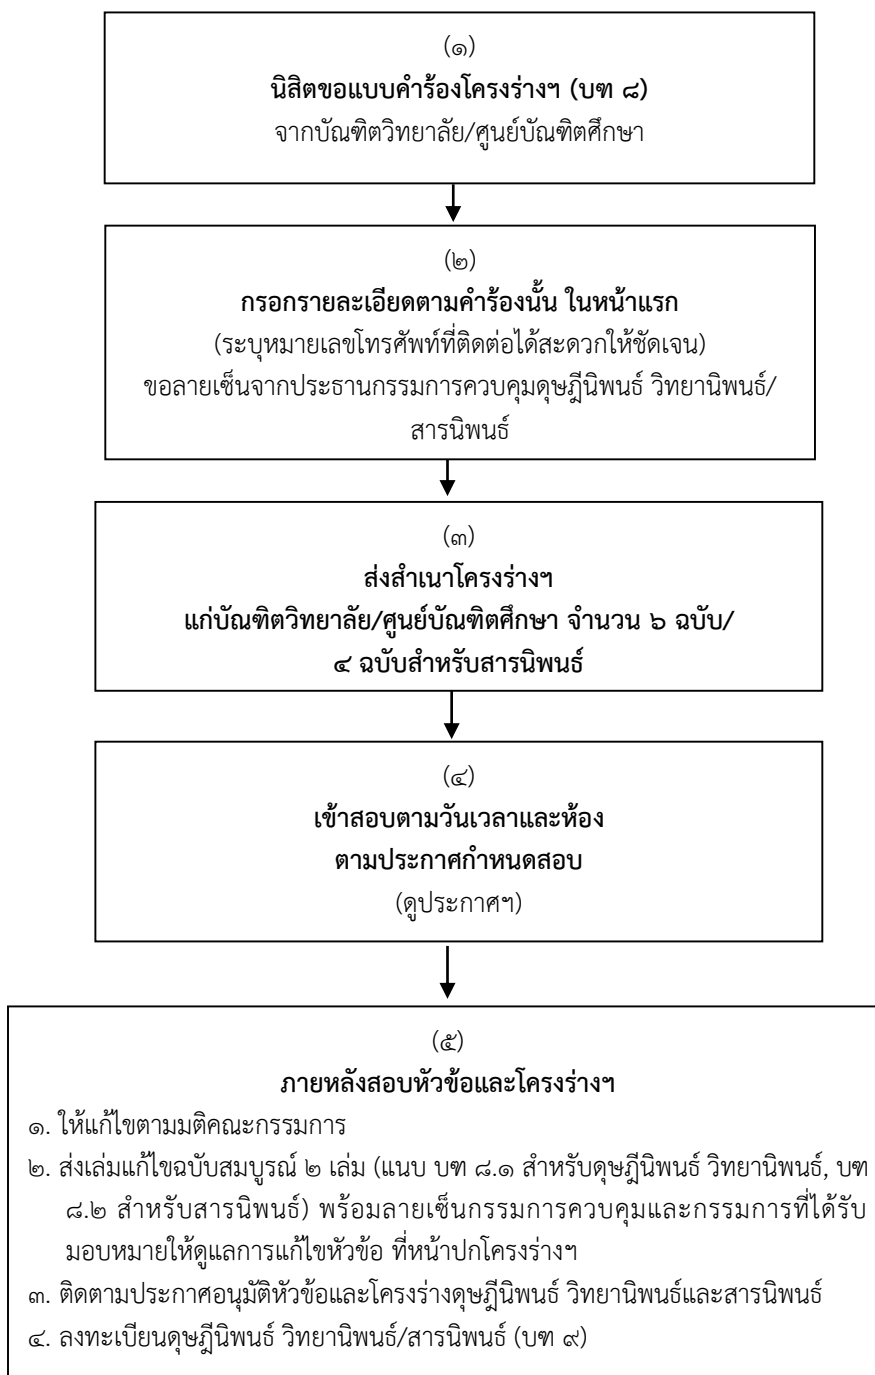 (๑)
นิสิตขอแบบคำร้องโครงร่างฯ (บฑ ๘)
จากบัณฑิตวิทยาลัย/ศูนย์บัณฑิตศึกษา
(๒)
กรอกรายละเอียดตามคำร้องนั้น ในหน้าแรก
(ระบุหมายเลขโทรศัพท์ที่ติดต่อได้สะดวกให้ชัดเจน)
ขอลายเซ็นจากประธานกรรมการควบคุมดุษฎีนิพนธ์ วิทยานิพนธ์/
สารนิพนธ์
(๓)
ส่งสำเนาโครงร่างฯ
แก่บัณฑิตวิทยาลัย/ศูนย์บัณฑิตศึกษา จำนวน ๖ ฉบับ/
๔ ฉบับสำหรับสารนิพนธ์
(๔)
เข้าสอบตามวันเวลาและห้อง
ตามประกาศกำหนดสอบ
(ดูประกาศฯ)
(๕)
ภายหลังสอบหัวข้อและโครงร่างฯ
๑. ให้แก้ไขตามมติคณะกรรมการ
๒. ส่งเล่มแก้ไขฉบับสมบูรณ์ ๒ เล่ม (แนบ บฑ ๘.๑ สำหรับดุษฎีนิพนธ์ วิทยานิพนธ์, บฑ
๘.๒ สำหรับสารนิพนธ์) พร้อมลายเซ็นกรรมการควบคุมและกรรมการที่ได้รับ
มอบหมายให้ดูแลการแก้ไขหัวข้อ ที่หน้าปกโครงร่างฯ
๓. ติดตามประกาศอนุมัติหัวข้อและโครงร่างดุษฎีนิพนธ์ วิทยานิพนธ์และสารนิพนธ์
๔. ลงทะเบียนดุษฎีนิพนธ์ วิทยานิพนธ์/สารนิพนธ์ (บฑ ๙)